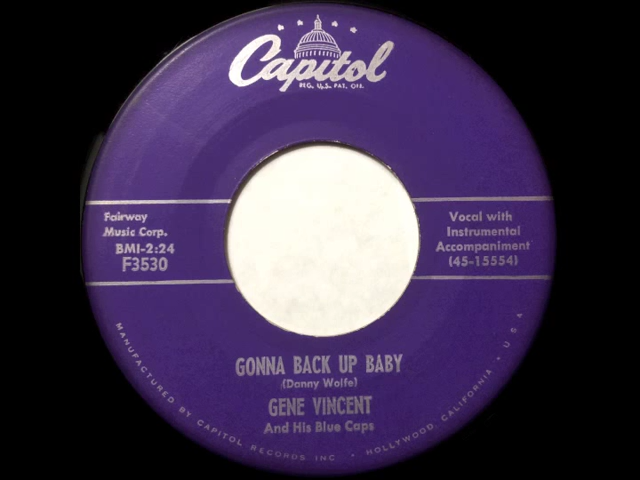 Capitol
REG. U.S. PAT. OFF.
Fairway
Music Corp.
BMI-2:24
F3530
Vocal with
Instrumental
Accompaniment
(45-15554)
GONNA BACK UP BABY
(Danny Wolfe)
GENE VINCENT
And His Blue Caps
MANUFACTURED BY CAPITOL RECORDS INC • HOLLYWOOD, CALIFORNIA • U S A